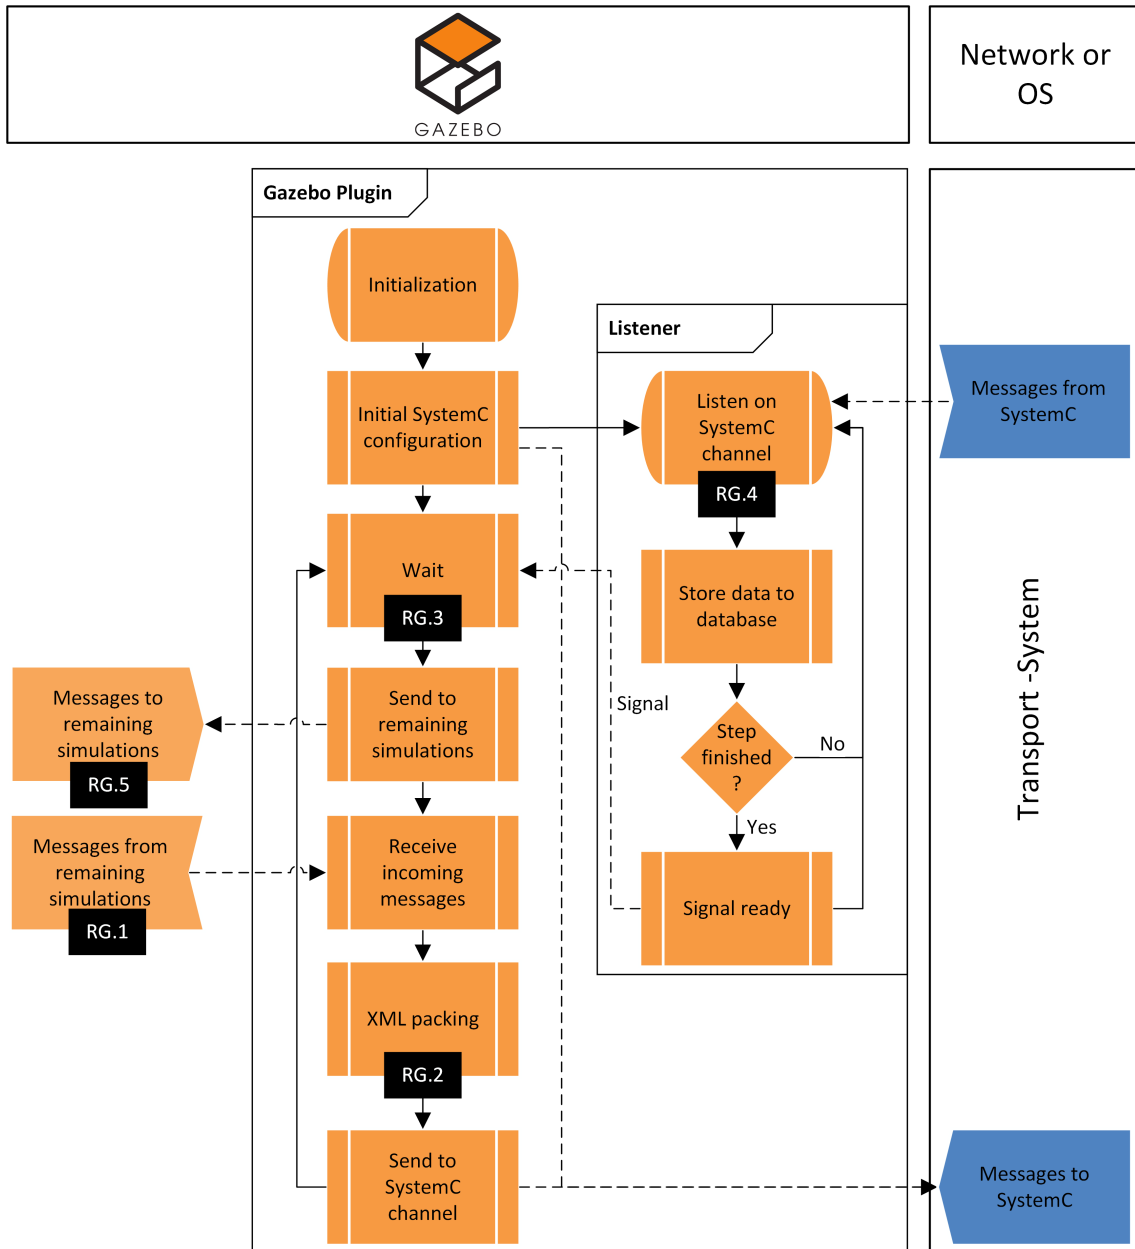 GAZEBO
Network or
OS
Gazebo Plugin
Initialization
Listener
Initial SystemC
configuration
Listen on
SystemC
channel
RG.4
Messages from
SystemC
Wait
RG.3
Store data to
database
Transport -System
Messages to
remaining
simulations
RG.5
Send to
remaining
simulations
Signal
Step
finished
?
No
Yes
Messages from
remaining
simulations
RG.1
Receive
incoming
messages
Signal ready
XML packing
RG.2
Send to
SystemC
channel
Messages to
SystemC